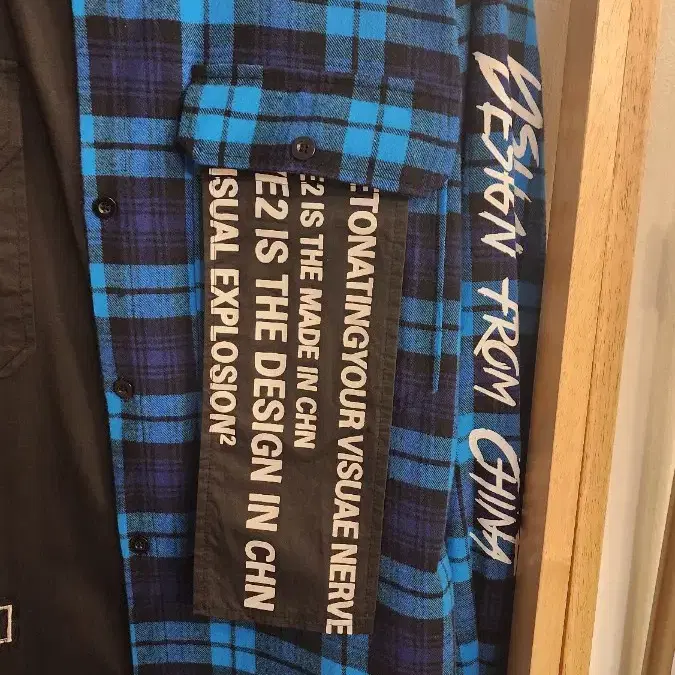 DESIGN FROM CHINA
ETONATINGYOUR VISUAE NERVE
E2 IS THE MADE IN CHN
VE2 IS THE DESIGN IN CHN
ISUAL EXPLOSION²